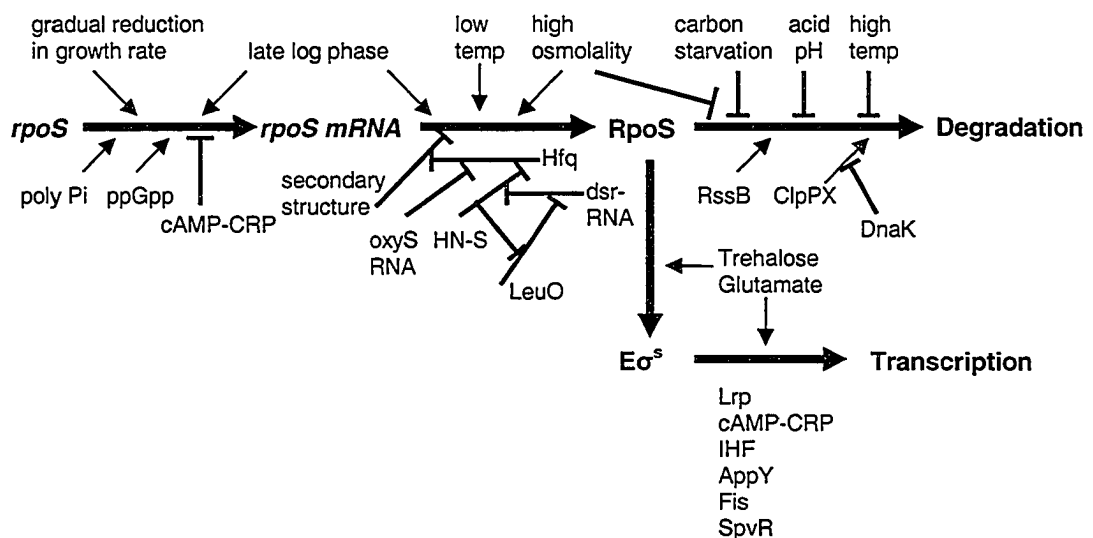 gradual reduction
in growth rate
late log phase
low
temp
high
osmolality
carbon
starvation
acid
pH
high
temp
rpoS
rpoS mRNA
RpoS
Degradation
poly Pi
ppGpp
cAMP-CRP
secondary
structure
oxyS
RNA
HN-S
Hfq
dsr-
RNA
LeuO
RssB
ClpPX
DnaK
Trehalose
Glutamate
Eσˢ
Transcription
Lrp
cAMP-CRP
IHF
AppY
Fis
SpvR